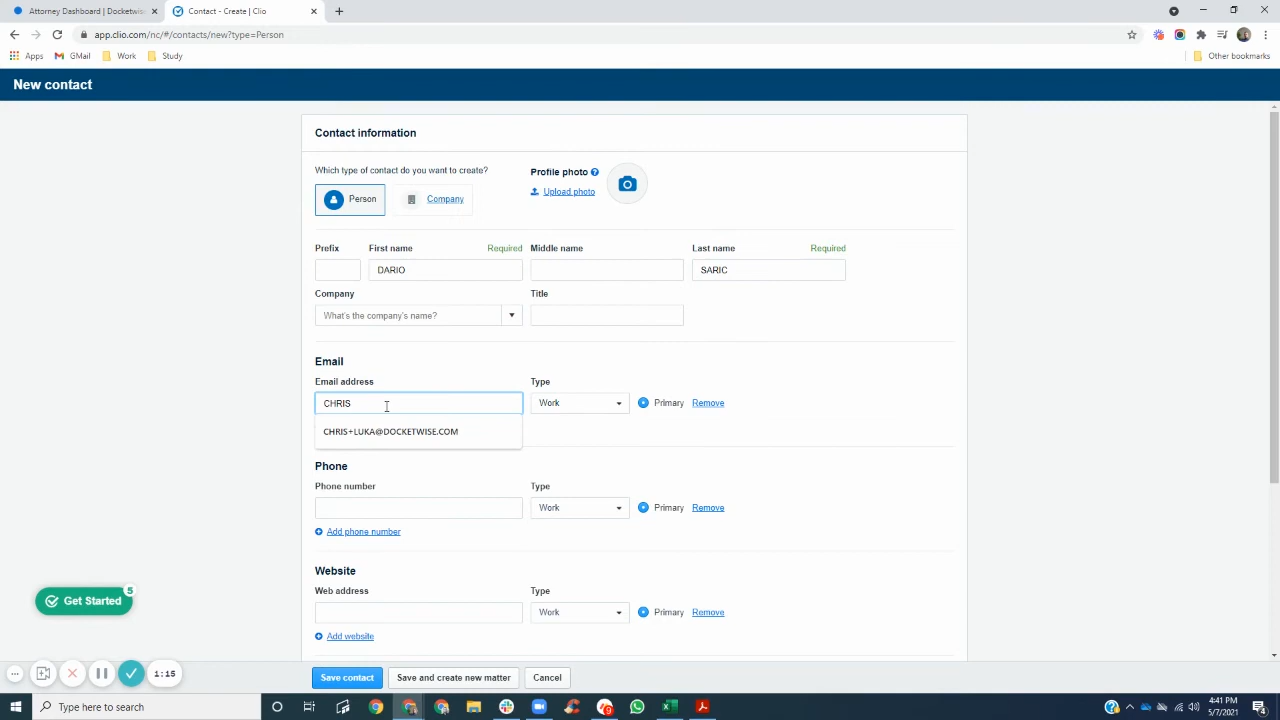 Attorney Dashboard | Docketwise
Contact - Create | Clio
app.clio.com/nc/#/contacts/new?type=Person
Apps GMail Work Study Other bookmarks
New contact
Contact information
Which type of contact do you want to create?
Profile photo
Upload photo
Person Company
Prefix First name Required Middle name Last name Required
DARIO SARIC
Company Title
What's the company's name?
Email
Email address Type
CHRIS Work Primary Remove
CHRIS+LUKA@DOCKETWISE.COM
Phone
Phone number Type
Work Primary Remove
Add phone number
Website
Web address Type
Get Started 5
Work Primary Remove
Add website
1:15
Save contact Save and create new matter Cancel
Type here to search
9
4:41 PM
5/7/2021
4